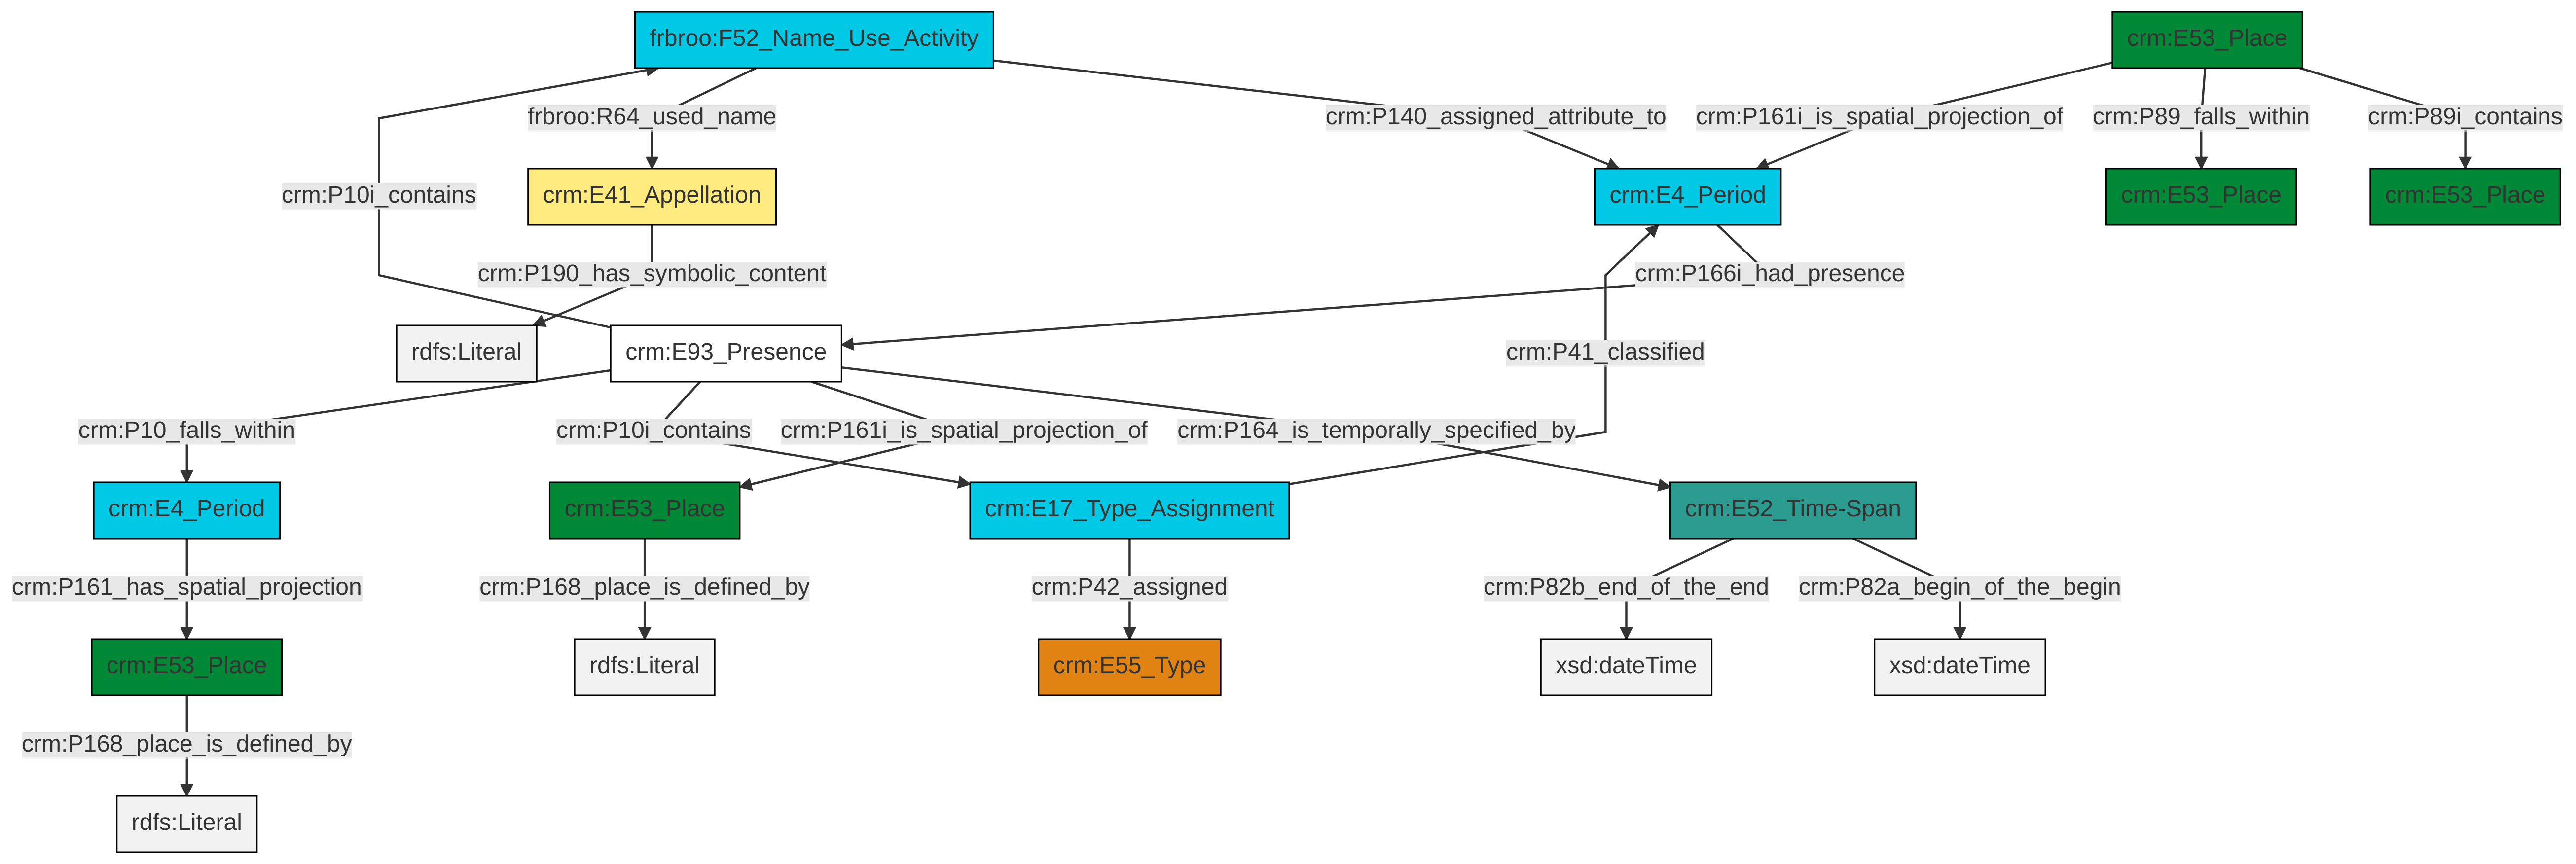 frbroo:F52_Name_Use_Activity
crm:E53_Place
frbroo:R64_used_name
crm:P140_assigned_attribute_to
crm:P161i_is_spatial_projection_of
crm:P89_falls_within
crm:P89i_contains
crm:P10i_contains
crm:E41_Appellation
crm:E4_Period
crm:E53_Place
crm:E53_Place
crm:P190_has_symbolic_content
crm:P166i_had_presence
rdfs:Literal
crm:E93_Presence
crm:P41_classified
crm:P10_falls_within
crm:P10i_contains
crm:P161i_is_spatial_projection_of
crm:P164_is_temporally_specified_by
crm:E4_Period
crm:E53_Place
crm:E17_Type_Assignment
crm:E52_Time-Span
crm:P161_has_spatial_projection
crm:P168_place_is_defined_by
crm:P42_assigned
crm:P82b_end_of_the_end
crm:P82a_begin_of_the_begin
crm:E53_Place
rdfs:Literal
crm:E55_Type
xsd:dateTime
xsd:dateTime
crm:P168_place_is_defined_by
rdfs:Literal